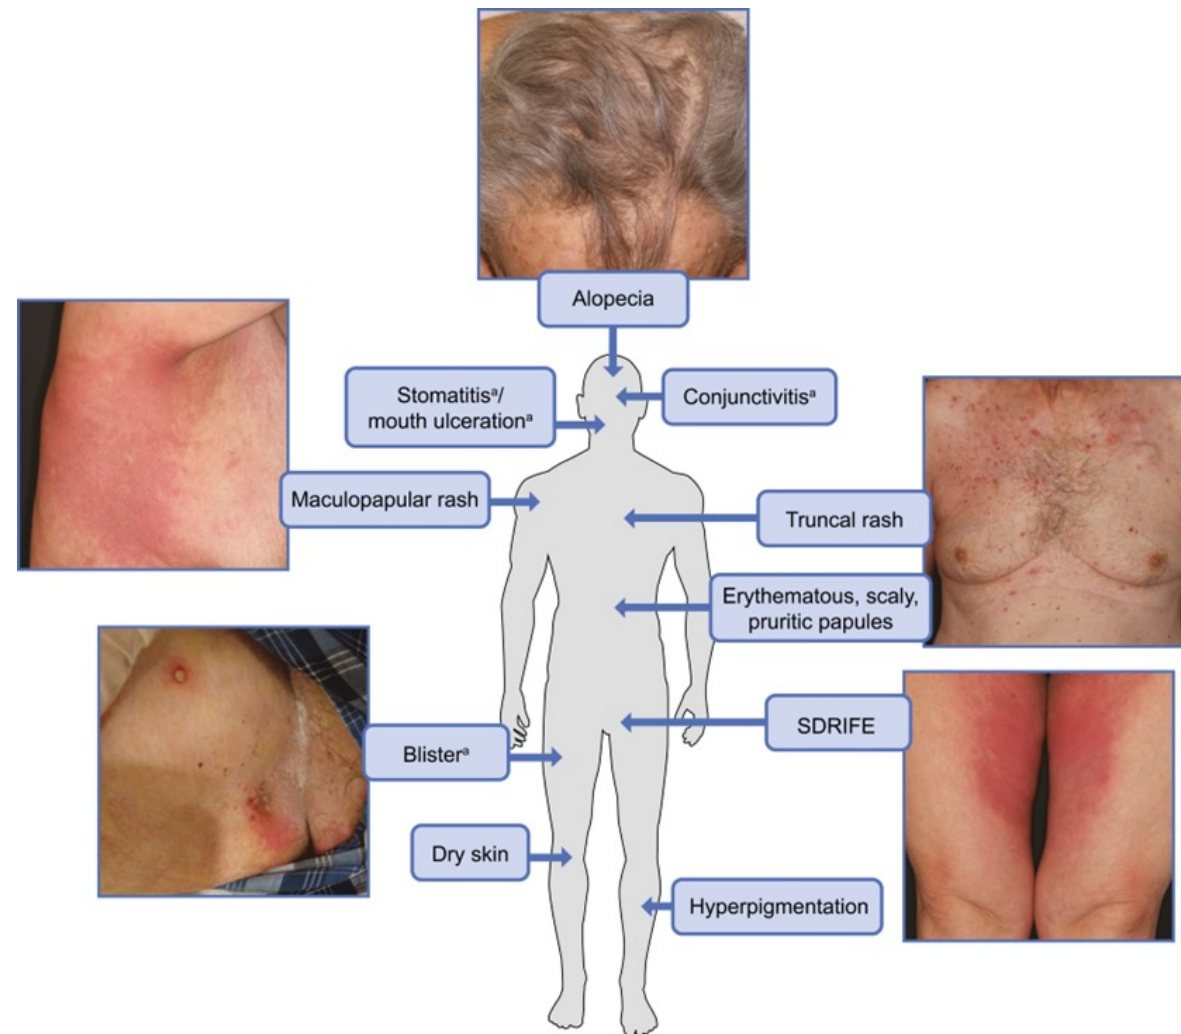 Alopecia
Stomatitisᵃ/
mouth ulcerationᵃ
Conjunctivitisᵃ
Maculopapular rash
Truncal rash
Erythematous, scaly,
pruritic papules
SDRIFE
Blisterᵃ
Dry skin
Hyperpigmentation